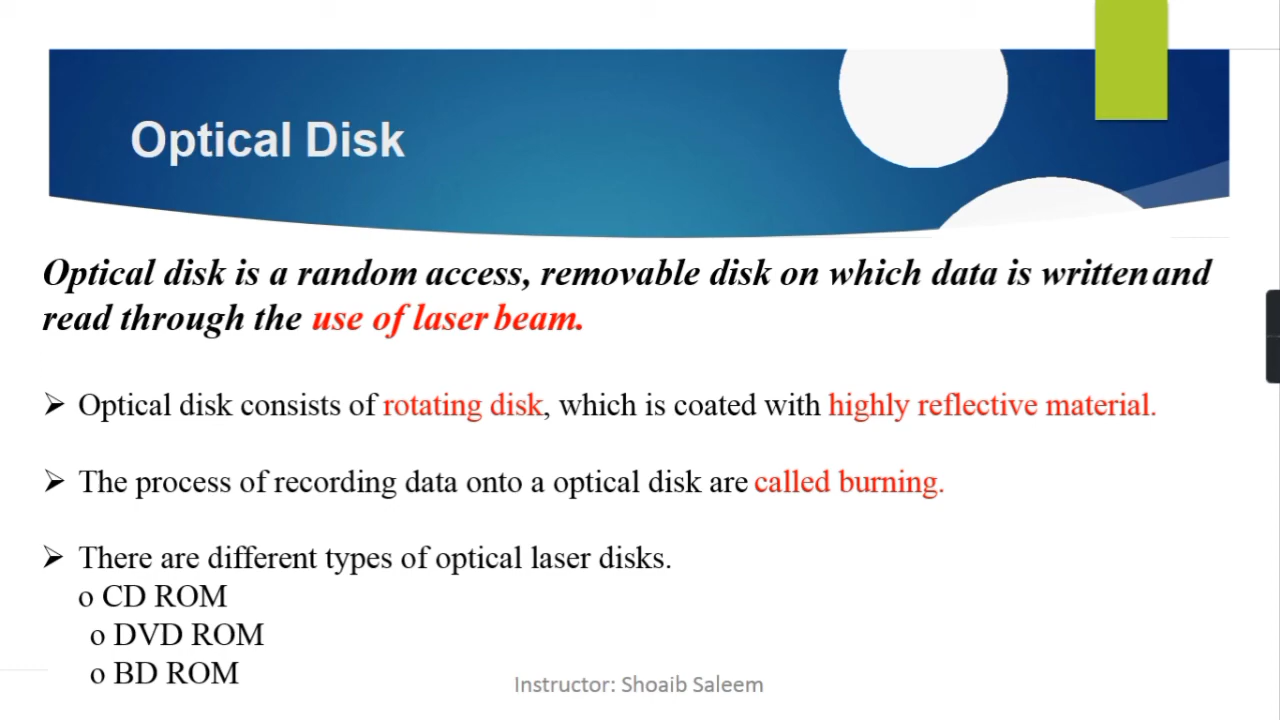 Optical Disk
Optical disk is a random access, removable disk on which data is written and
read through the use of laser beam.
➢ Optical disk consists of rotating disk, which is coated with highly reflective material.
➢ The process of recording data onto a optical disk are called burning.
➢ There are different types of optical laser disks.
o CD ROM
o DVD ROM
o BD ROM
Instructor: Shoaib Saleem